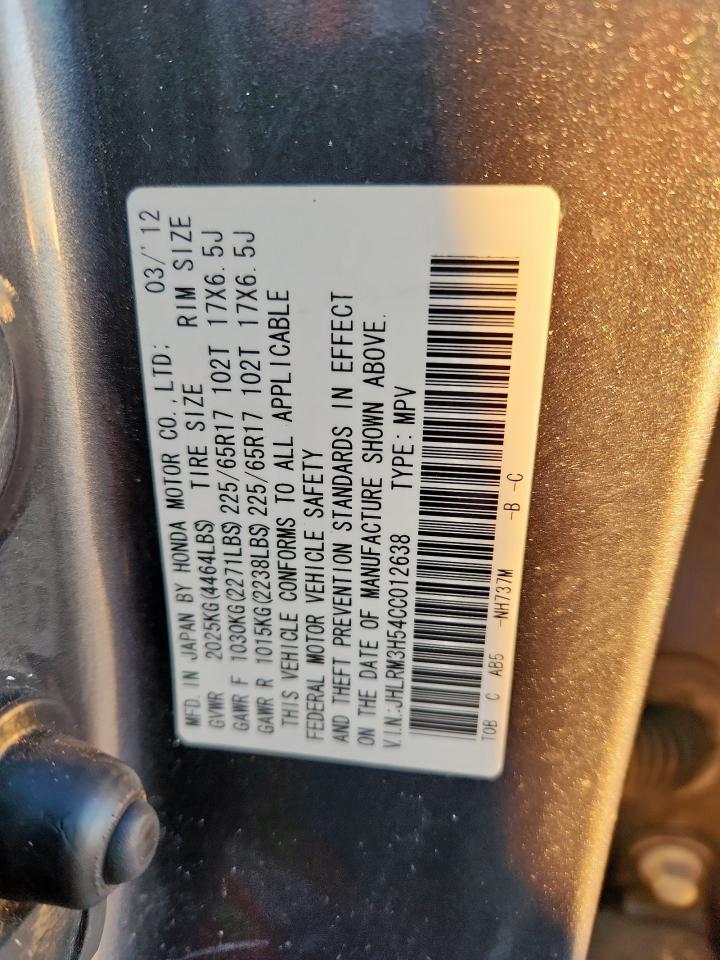 MFD. IN JAPAN BY HONDA MOTOR CO.,LTD; 03/'12
GVWR 2025KG(4464LBS) TIRE SIZE RIM SIZE
GAWR F 1030KG(2271LBS) 225/65R17 102T 17X6.5J
GAWR R 1015KG(2238LBS) 225/65R17 102T 17X6.5J
THIS VEHICLE CONFORMS TO ALL APPLICABLE
FEDERAL MOTOR VEHICLE SAFETY
AND THEFT PREVENTION STANDARDS IN EFFECT
ON THE DATE OF MANUFACTURE SHOWN ABOVE.
V.I.N:JHLRM3H54CC012638 TYPE:MPV
TOB C AB5 -NH737M -B -C